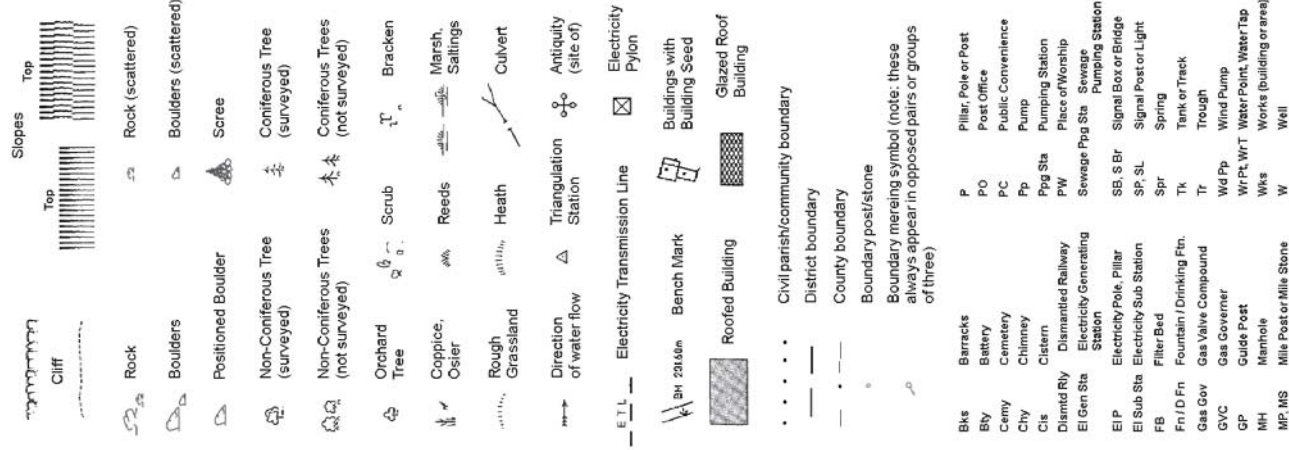 Slopes
Top
Top
Cliff
Rock
Rock (scattered)
Boulders
Boulders (scattered)
Positioned Boulder
Scree
Non-Coniferous Tree
(surveyed)
Coniferous Tree
(surveyed)
Non-Coniferous Trees
(not surveyed)
Coniferous Trees
(not surveyed)
Orchard
Tree
Scrub
Bracken
Coppice,
Osier
Reeds
Marsh,
Saltings
Rough
Grassland
Heath
Culvert
Direction
of water flow
Triangulation
Station
Antiquity
(site of)
E T L
Electricity Transmission Line
Electricity
Pylon
BH 231.60m
Bench Mark
Buildings with
Building Seed
Roofed Building
Glazed Roof
Building
Civil parish/community boundary
District boundary
County boundary
Boundary post/stone
Boundary mereing symbol (note: these
always appear in opposed pairs or groups
of three)
Bks Barracks
Bty Battery
Cemy Cemetery
Chy Chimney
Cis Cistern
Dismtd Rly Dismantled Railway
El Gen Sta Electricity Generating
Station
El P Electricity Pole, Pillar
El Sub Sta Electricity Sub Station
FB Filter Bed
Fn / D Fn Fountain / Drinking Ftn.
Gas Gov Gas Valve Compound
GVC Gas Governer
GP Guide Post
MH Manhole
MP, MS Mile Post or Mile Stone
P Pillar, Pole or Post
PO Post Office
PC Public Convenience
Pp Pump
Ppg Sta Pumping Station
PW Place of Worship
Sewage Ppg Sta Sewage
Pumping Station
SB, S Br Signal Box or Bridge
SP, SL Signal Post or Light
Spr Spring
Tk Tank or Track
Tr Trough
Wd Pp Wind Pump
Wr Pt, Wr T Water Point, Water Tap
Wks Works (building or area)
W Well